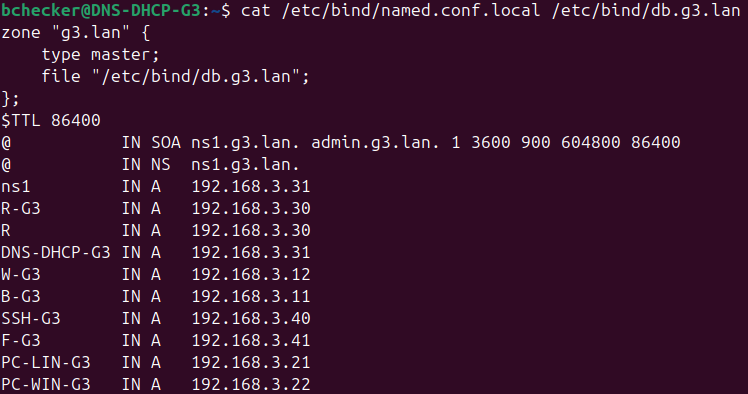 bchecker@DNS-DHCP-G3:~$ cat /etc/bind/named.conf.local /etc/bind/db.g3.lan
zone "g3.lan" {
    type master;
    file "/etc/bind/db.g3.lan";
};
$TTL 86400
@           IN SOA ns1.g3.lan. admin.g3.lan. 1 3600 900 604800 86400
@           IN NS  ns1.g3.lan.
ns1         IN A   192.168.3.31
R-G3        IN A   192.168.3.30
R           IN A   192.168.3.30
DNS-DHCP-G3 IN A   192.168.3.31
W-G3        IN A   192.168.3.12
B-G3        IN A   192.168.3.11
SSH-G3      IN A   192.168.3.40
F-G3        IN A   192.168.3.41
PC-LIN-G3   IN A   192.168.3.21
PC-WIN-G3   IN A   192.168.3.22